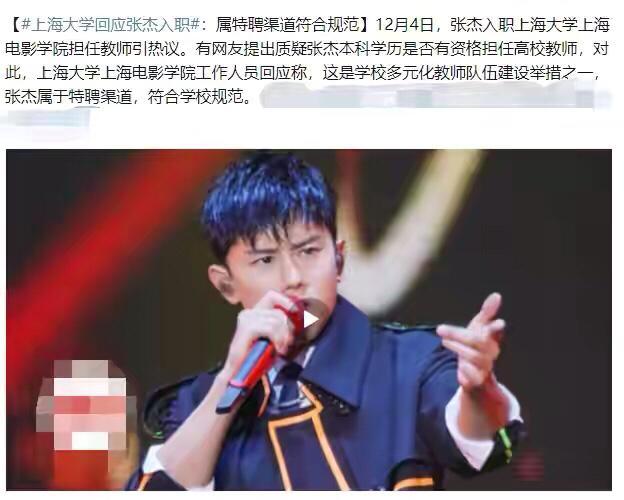 【#上海大学回应张杰入职#：属特聘渠道符合规范】12月4日，张杰入职上海大学上海
电影学院担任教师引热议。有网友提出质疑张杰本科学历是否有资格担任高校教师，对
此，上海大学上海电影学院工作人员回应称，这是学校多元化教师队伍建设举措之一，
张杰属于特聘渠道，符合学校规范。